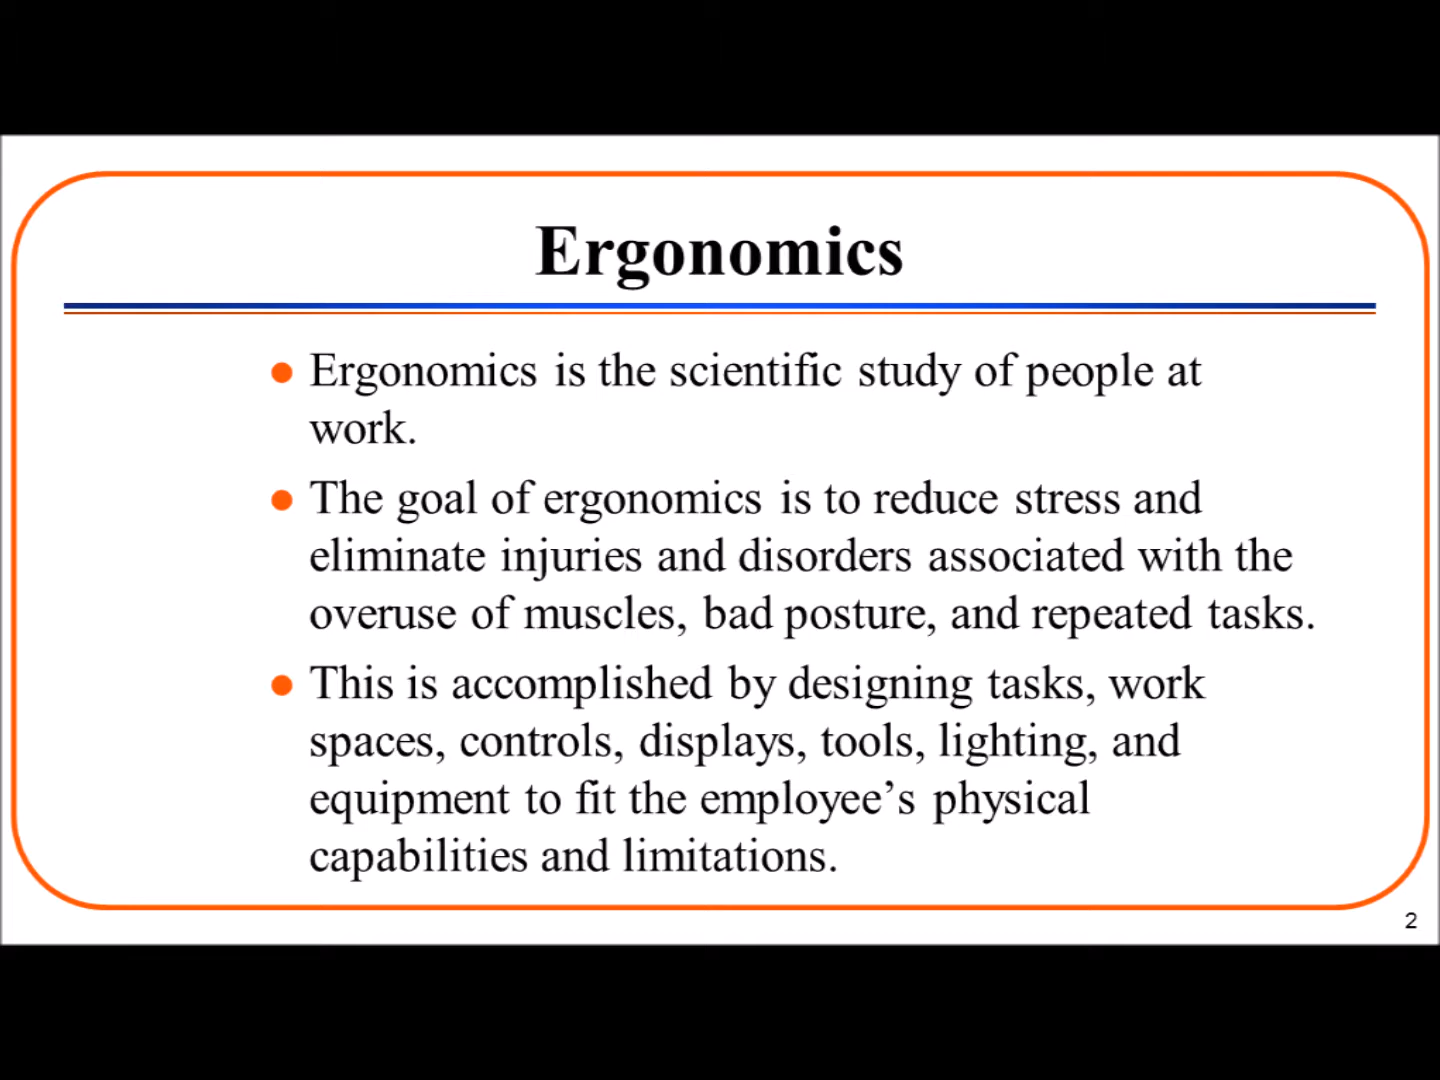 Ergonomics
Ergonomics is the scientific study of people at
work.
The goal of ergonomics is to reduce stress and
eliminate injuries and disorders associated with the
overuse of muscles, bad posture, and repeated tasks.
This is accomplished by designing tasks, work
spaces, controls, displays, tools, lighting, and
equipment to fit the employee’s physical
capabilities and limitations.
2